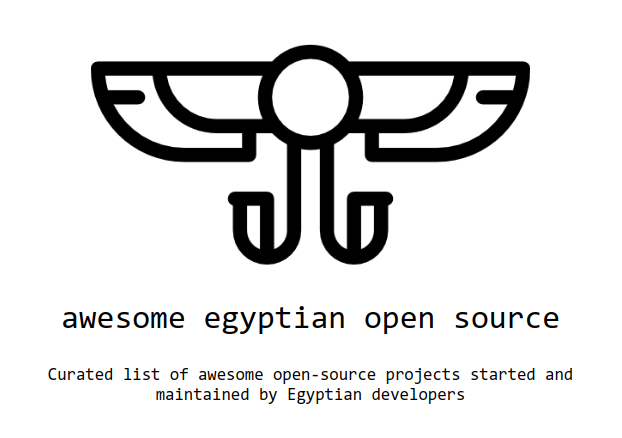 awesome egyptian open source
Curated list of awesome open-source projects started and
maintained by Egyptian developers